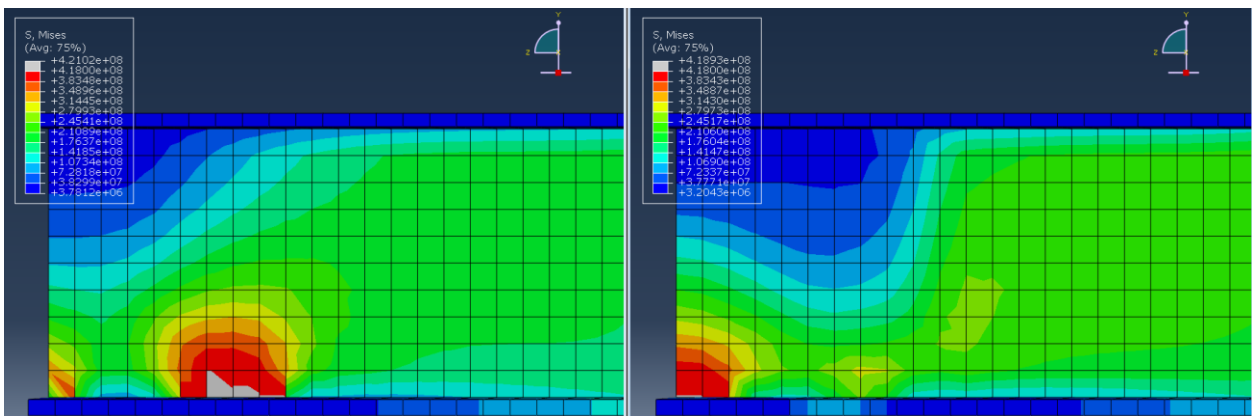 S, Mises
(Avg: 75%)
+4.2102e+08
+4.1800e+08
+3.8348e+08
+3.4896e+08
+3.1445e+08
+2.7993e+08
+2.4541e+08
+2.1089e+08
+1.7637e+08
+1.4185e+08
+1.0734e+08
+7.2818e+07
+3.8299e+07
+3.7812e+06
Y
Z
X
S, Mises
(Avg: 75%)
+4.1893e+08
+4.1800e+08
+3.8343e+08
+3.4887e+08
+3.1430e+08
+2.7973e+08
+2.4517e+08
+2.1060e+08
+1.7604e+08
+1.4147e+08
+1.0690e+08
+7.2337e+07
+3.7771e+07
+3.2043e+06
Y
Z
X